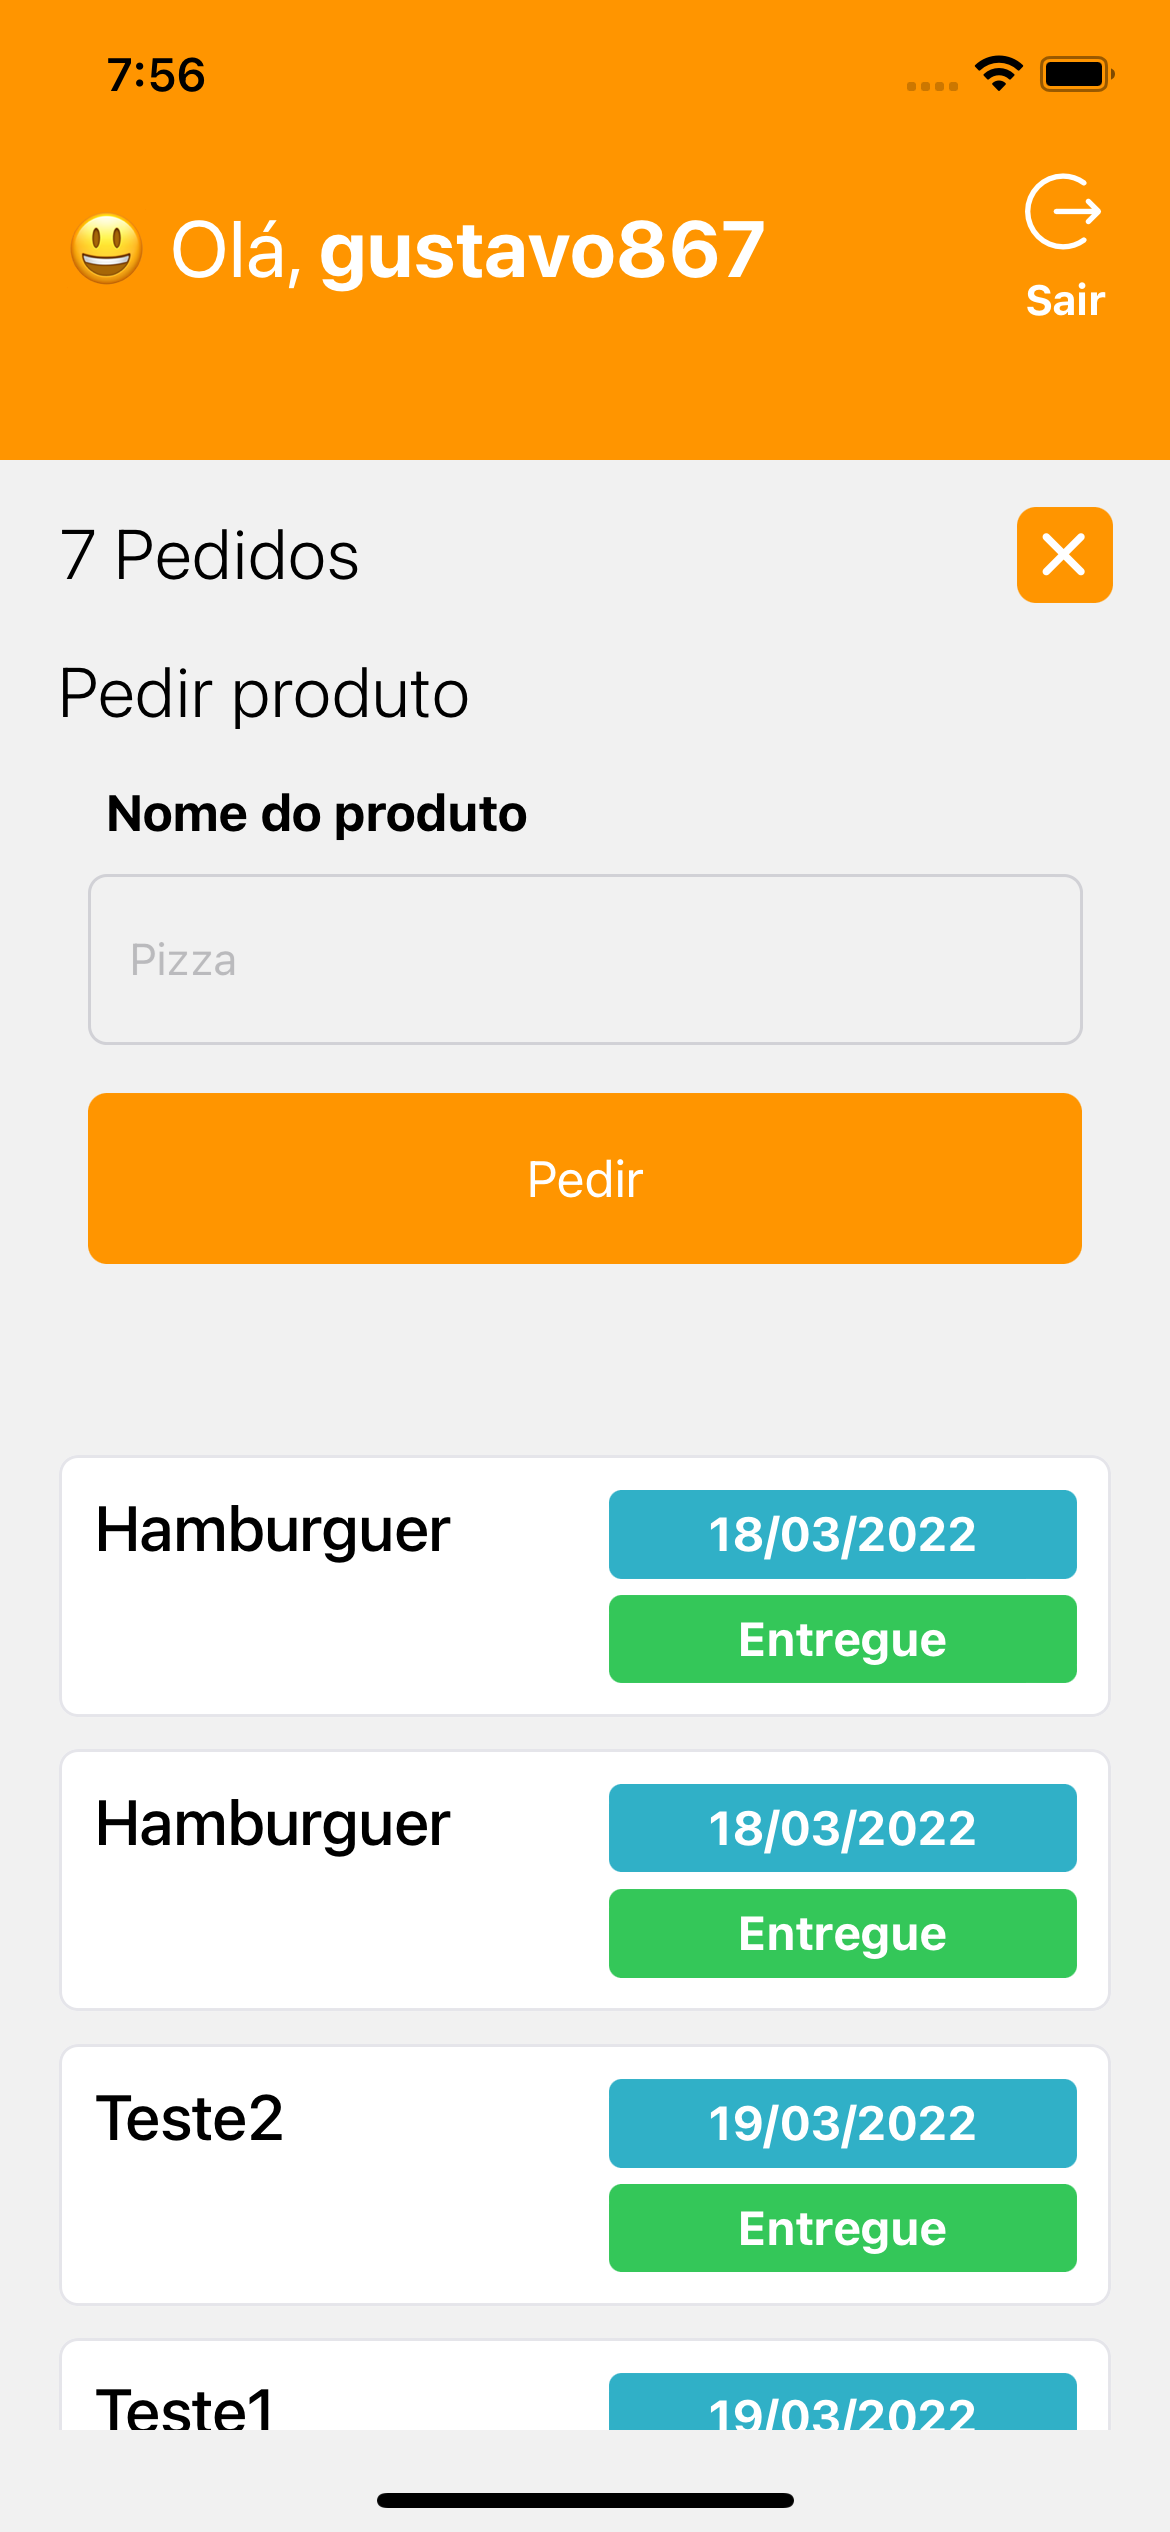 7:56
Olá, gustavo867
Sair
7 Pedidos
Pedir produto
Nome do produto
Pizza
Pedir
Hamburguer
18/03/2022
Entregue
Hamburguer
18/03/2022
Entregue
Teste2
19/03/2022
Entregue
Teste1
19/03/2022